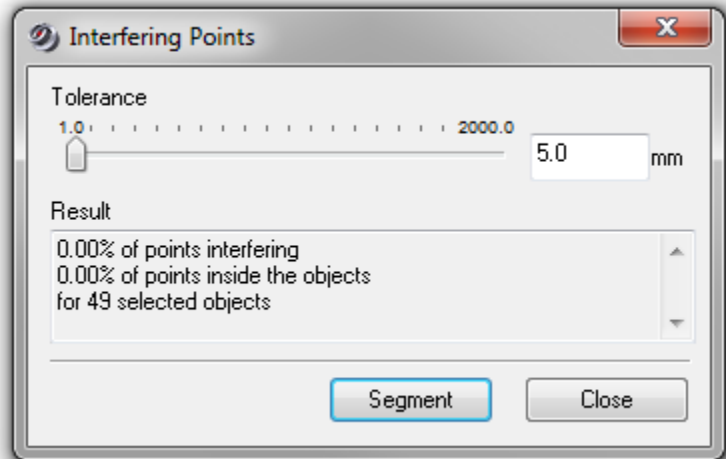 Interfering Points
Tolerance
1.0 2000.0
5.0 mm
Result
0.00% of points interfering
0.00% of points inside the objects
for 49 selected objects
Segment Close